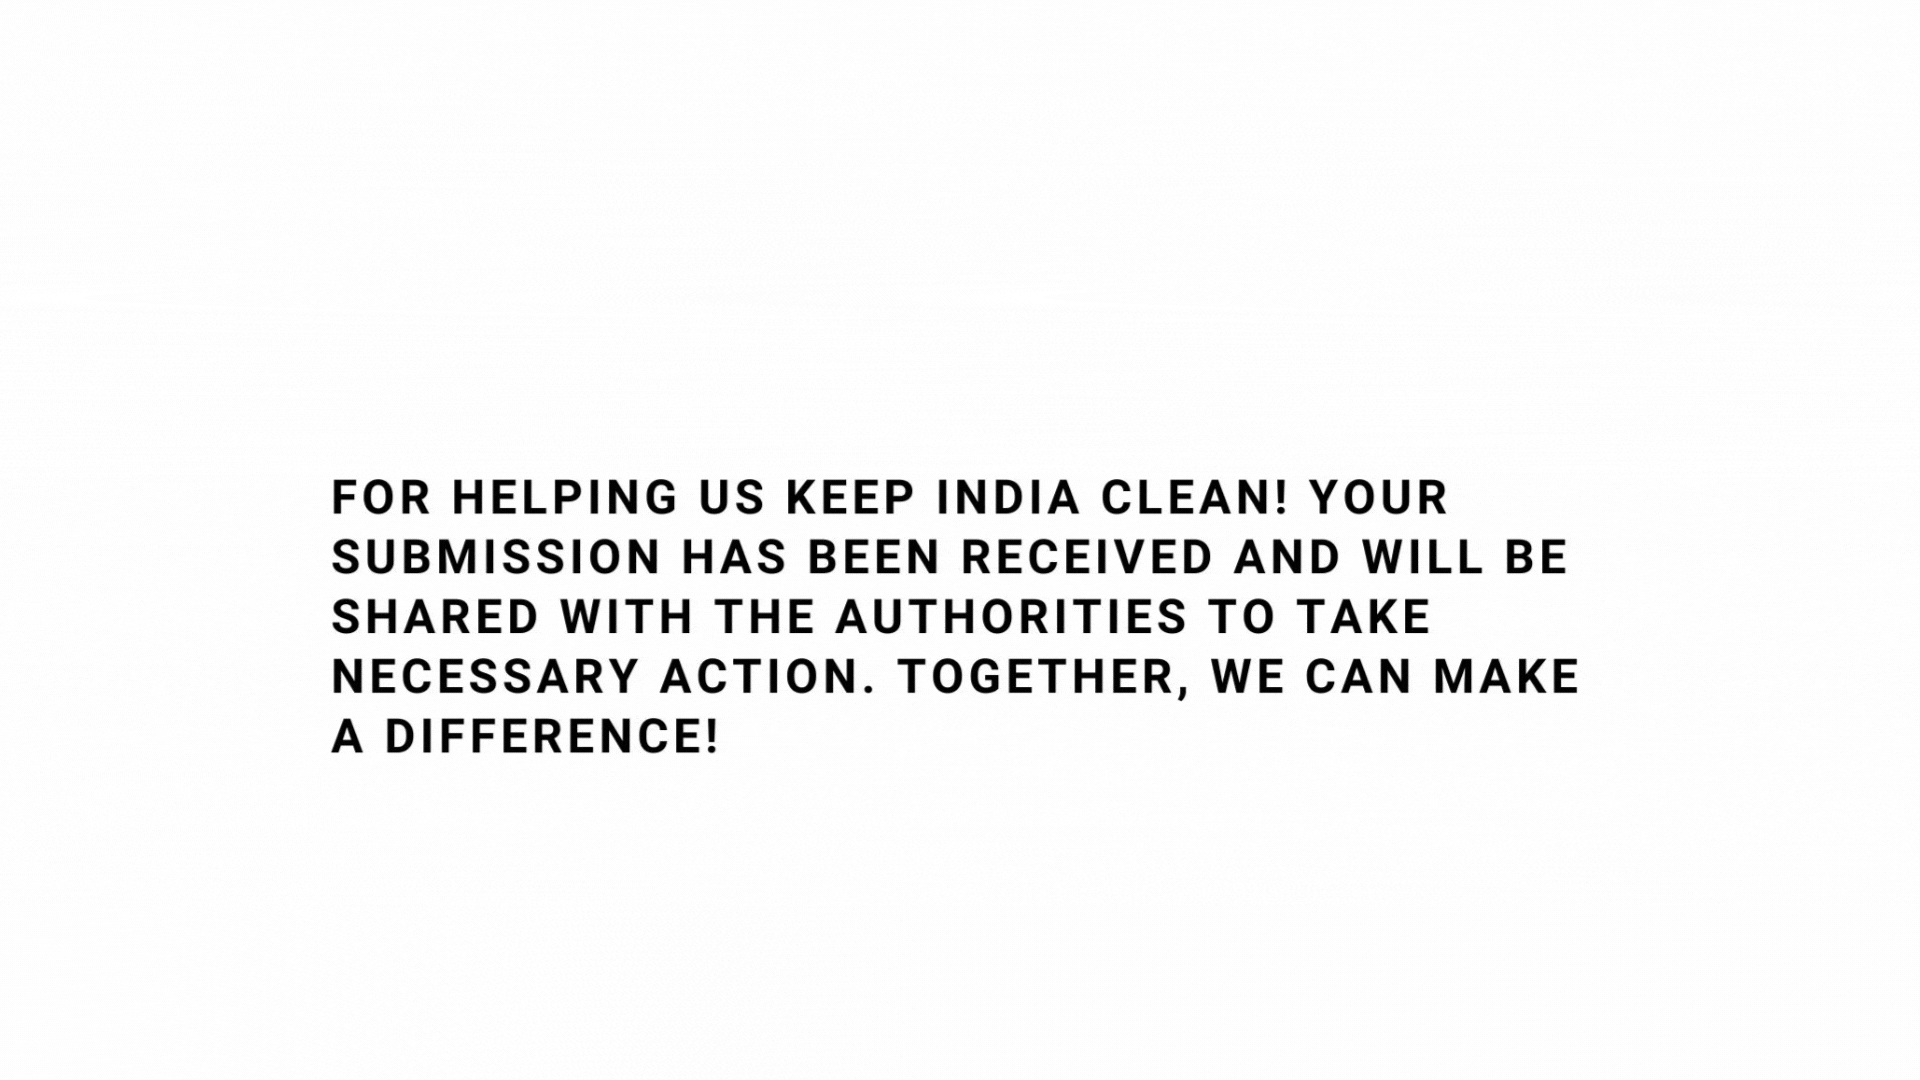 FOR HELPING US KEEP INDIA CLEAN! YOUR
SUBMISSION HAS BEEN RECEIVED AND WILL BE
SHARED WITH THE AUTHORITIES TO TAKE
NECESSARY ACTION. TOGETHER, WE CAN MAKE
A DIFFERENCE!